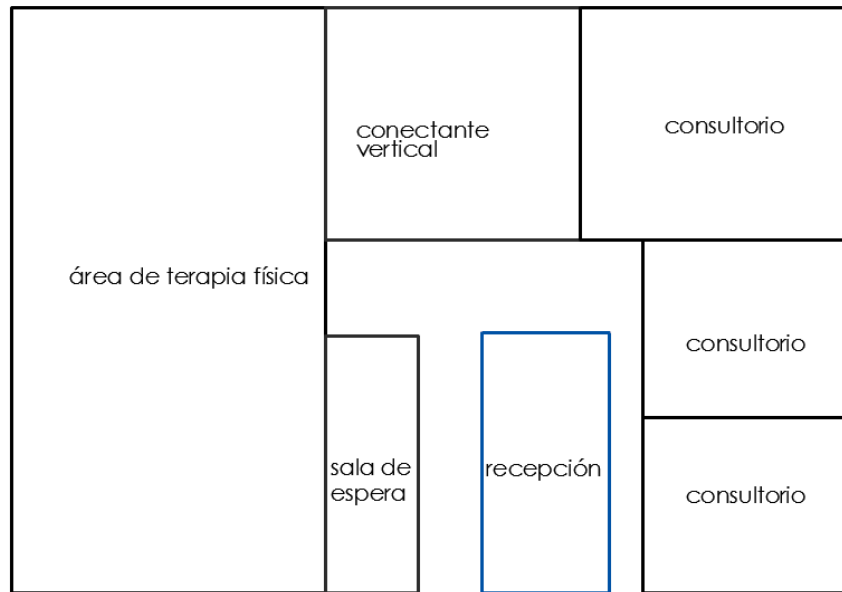 conectante
vertical
consultorio
área de terapia física
consultorio
sala de
espera
recepción
consultorio